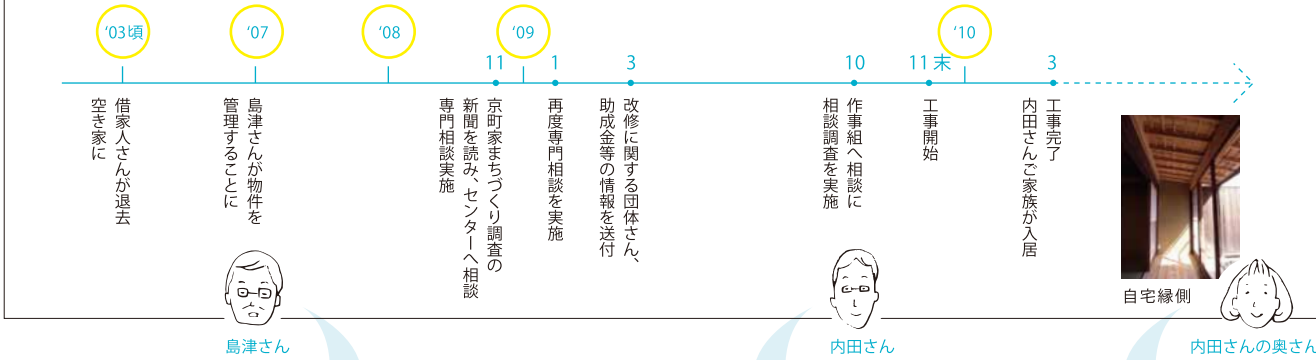 ‘03頃
‘07
‘08
‘09
‘10
11
1
3
10
11 末
3
借家人さんが退去
空き家に
島津さんが物件を
管理することに
京町家まちづくり調査の
新聞を読み、センターへ相談
専門相談実施
再度専門相談を実施
改修に関する団体さん、
助成金等の情報を送付
作事組へ相談に
相談調査を実施
工事開始
工事完了
内田さんご家族が入居
自宅縁側
島津さん
内田さん
内田さんの奥さん